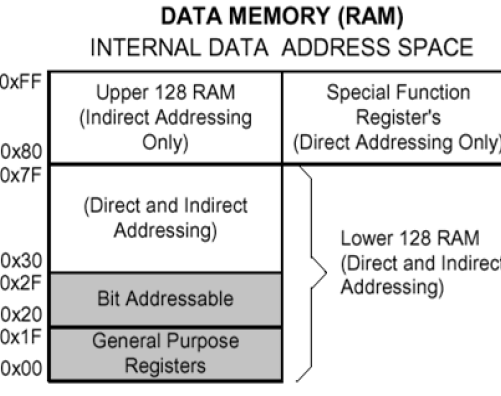 DATA MEMORY (RAM)
INTERNAL DATA ADDRESS SPACE
0xFF
Upper 128 RAM
(Indirect Addressing
Only)
Special Function
Register's
(Direct Addressing Only)
0x80
0x7F
(Direct and Indirect
Addressing)
Lower 128 RAM
(Direct and Indirect
Addressing)
0x30
0x2F
Bit Addressable
0x20
0x1F
General Purpose
Registers
0x00